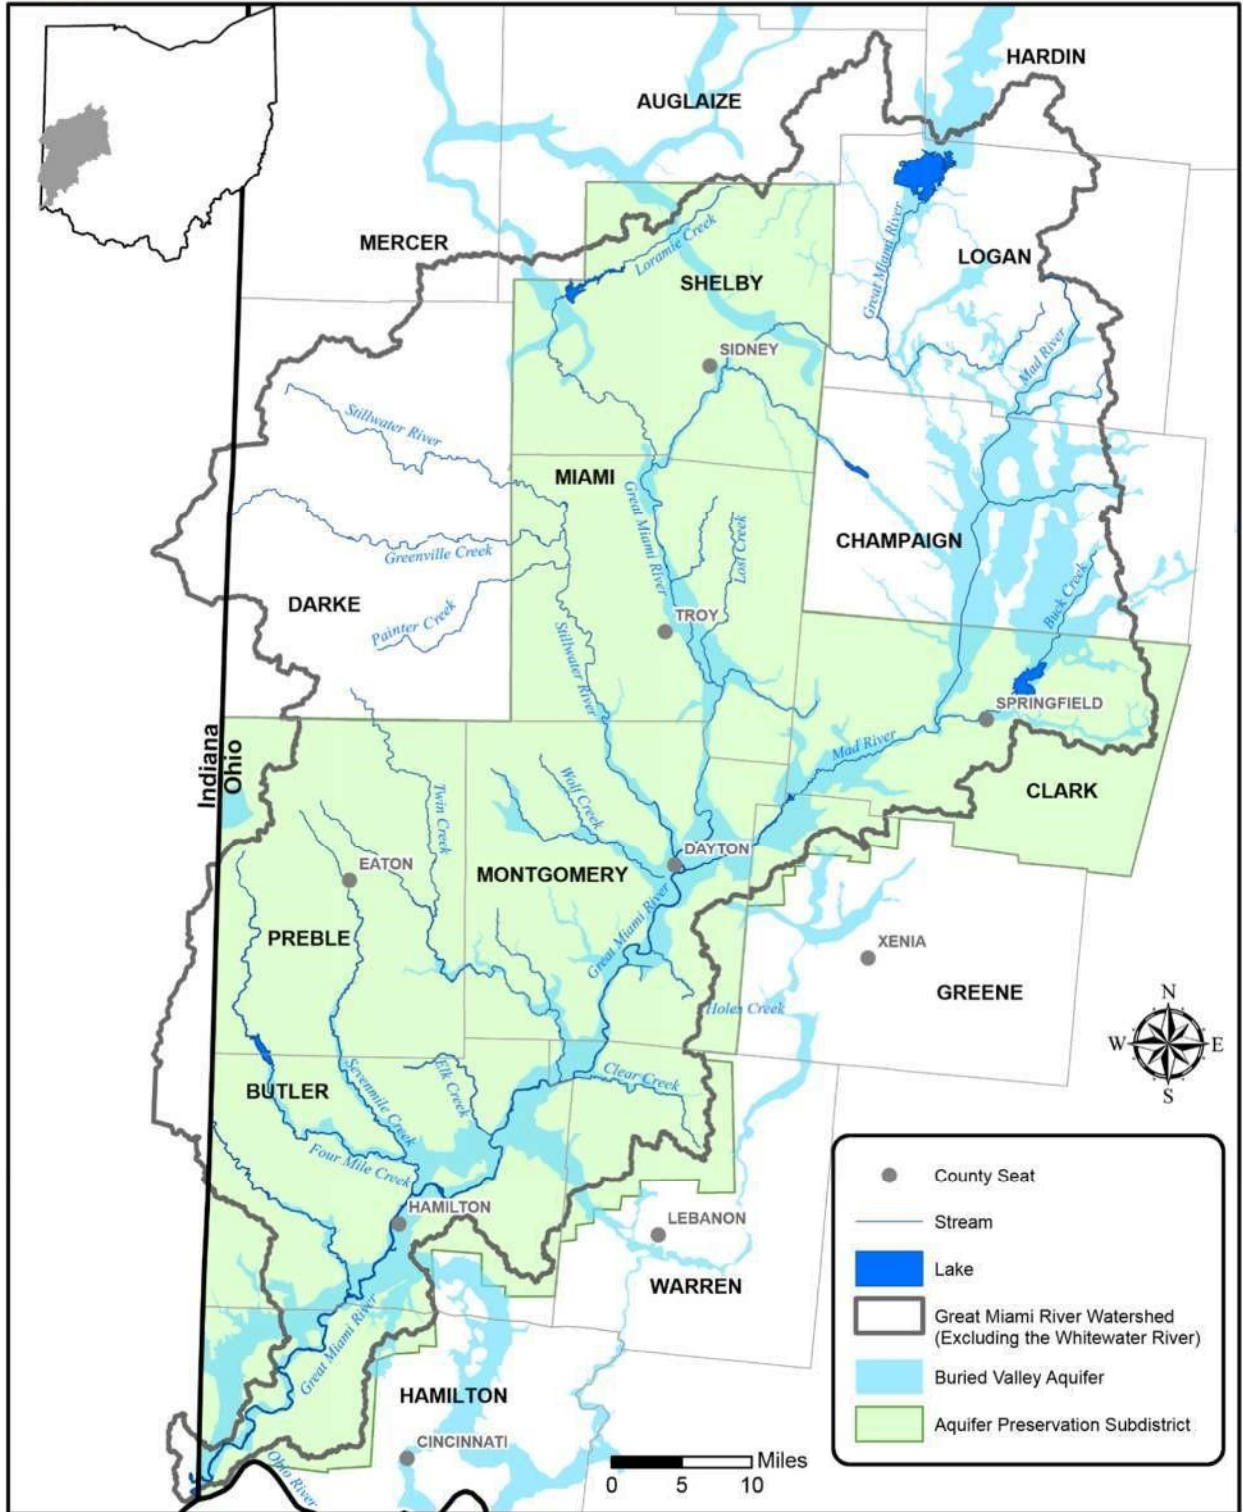 HARDIN
AUGLAIZE
MERCER
Loramie Creek
Great Miami River
LOGAN
SHELBY
SIDNEY
Mad River
Stillwater River
MIAMI
Great Miami River
Lost Creek
CHAMPAIGN
Greenville Creek
Buck Creek
DARKE
Painter Creek
TROY
Stillwater River
SPRINGFIELD
Indiana
Ohio
Mad River
Twin Creek
Wolf Creek
CLARK
DAYTON
EATON
MONTGOMERY
PREBLE
Great Miami River
XENIA
GREENE
Holes Creek
N
W
E
S
BUTLER
Sevenmile Creek
Elk Creek
Clear Creek
Four Mile Creek
HAMILTON
LEBANON
WARREN
Great Miami River
HAMILTON
CINCINNATI
Ohio River
Miles
0 5 10
County Seat
Stream
Lake
Great Miami River Watershed
(Excluding the Whitewater River)
Buried Valley Aquifer
Aquifer Preservation Subdistrict